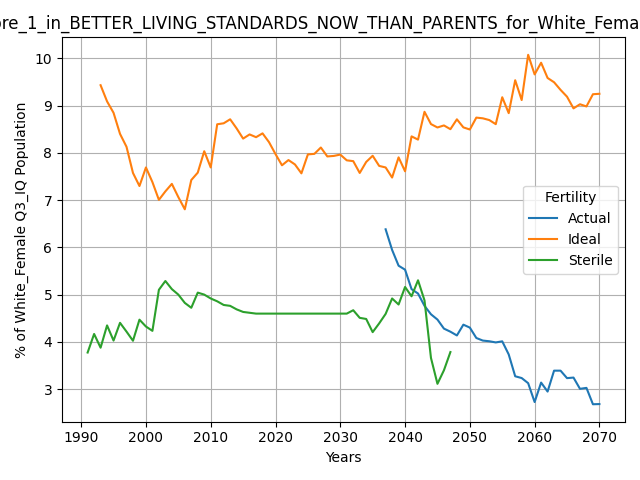 ore_1_in_BETTER_LIVING_STANDARDS_NOW_THAN_PARENTS_for_White_Fema
% of White_Female Q3_IQ Population
10
9
8
7
6
5
4
3
Fertility
Actual
Ideal
Sterile
1990 2000 2010 2020 2030 2040 2050 2060 2070
Years